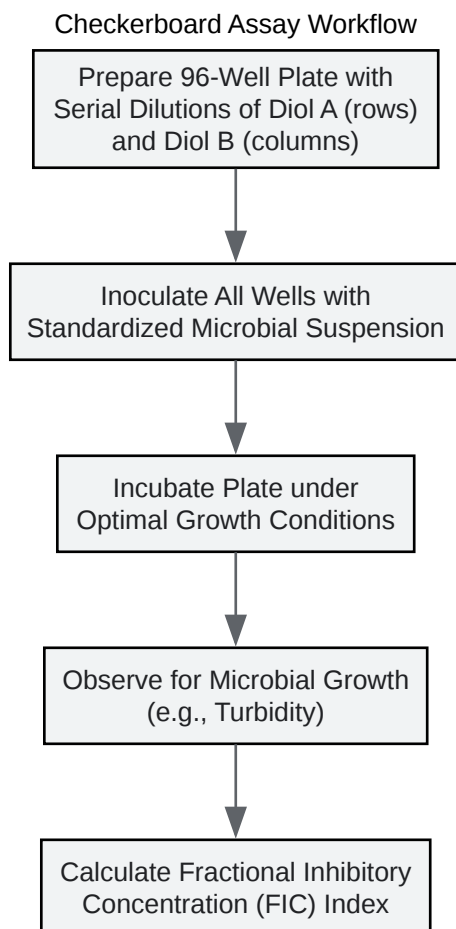 Checkerboard Assay Workflow
Prepare 96-Well Plate with
Serial Dilutions of Diol A (rows)
and Diol B (columns)
Inoculate All Wells with
Standardized Microbial Suspension
Incubate Plate under
Optimal Growth Conditions
Observe for Microbial Growth
(e.g., Turbidity)
Calculate Fractional Inhibitory
Concentration (FIC) Index